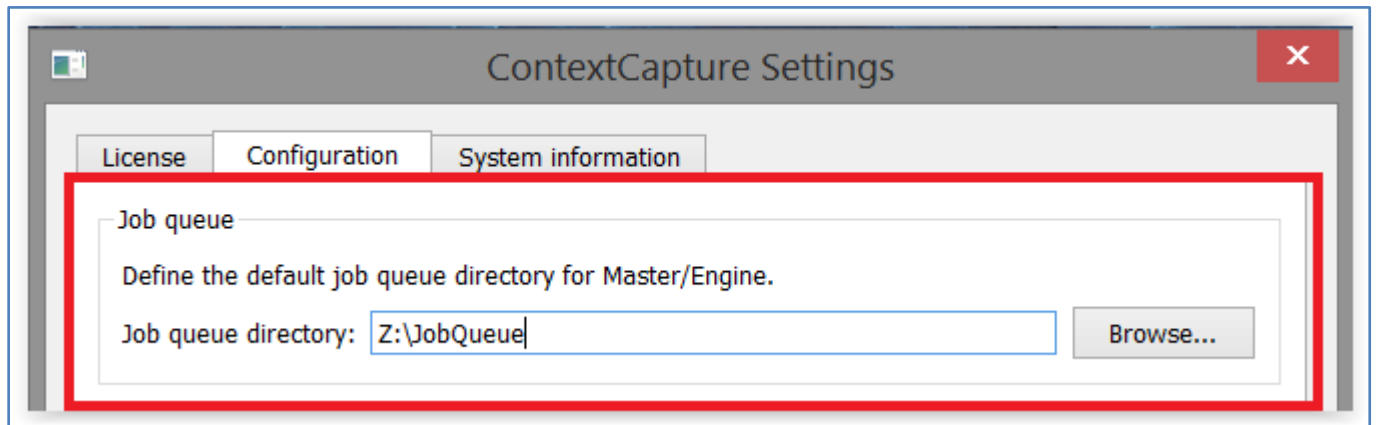 ContextCapture Settings
License Configuration System information
Job queue
Define the default job queue directory for Master/Engine.
Job queue directory: Z:\JobQueue Browse...